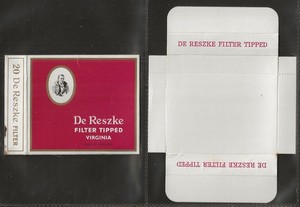 20 De Reszke FILTER
De Reszke
FILTER TIPPED
VIRGINIA
DE RESZKE FILTER TIPPED
DE RESZKE FILTER TIPPED